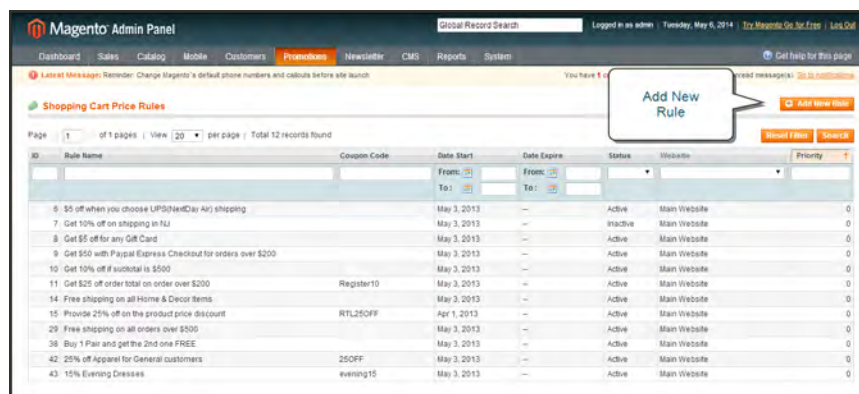 Magento Admin Panel
Global Record Search
Logged in as admin | Tuesday, May 6, 2014 | Try Magento Go for Free | Log Out
Dashboard Sales Catalog Mobile Customers Promotions Newsletter CMS Reports System Get help for this page
Latest Message: Reminder: Change Magento's default phone numbers and callouts before site launch You have 1 read message(s). Go to notifications
Add New Rule
Shopping Cart Price Rules
Add New Rule
Page 1 of 1 pages | View 20 per page | Total 12 records found
Reset Filter Search
ID Rule Name Coupon Code Date Start Date Expire Status Website Priority
From: From:
To: To:
6 $5 off when you choose UPS(NextDay Air) shipping May 3, 2013 -- Active Main Website 0
7 Get 10% off on shipping in NJ May 3, 2013 -- Inactive Main Website 0
8 Get $5 off for any Gift Card May 3, 2013 -- Active Main Website 0
9 Get $50 with Paypal Express Checkout for orders over $200 May 3, 2013 -- Active Main Website 0
10 Get 10% off if subtotal is $500 May 3, 2013 -- Active Main Website 0
11 Get $25 off order total on order over $200 Register10 May 3, 2013 -- Active Main Website 0
14 Free shipping on all Home & Decor Items May 3, 2013 -- Active Main Website 0
15 Provide 25% off on the product price discount RTL25OFF Apr 1, 2013 -- Active Main Website 0
29 Free shipping on all orders over $500 May 3, 2013 -- Active Main Website 0
38 Buy 1 Pair and get the 2nd one FREE May 3, 2013 -- Active Main Website 0
42 25% off Apparel for General customers 25OFF May 3, 2013 -- Active Main Website 0
43 15% Evening Dresses evening15 May 3, 2013 -- Active Main Website 0